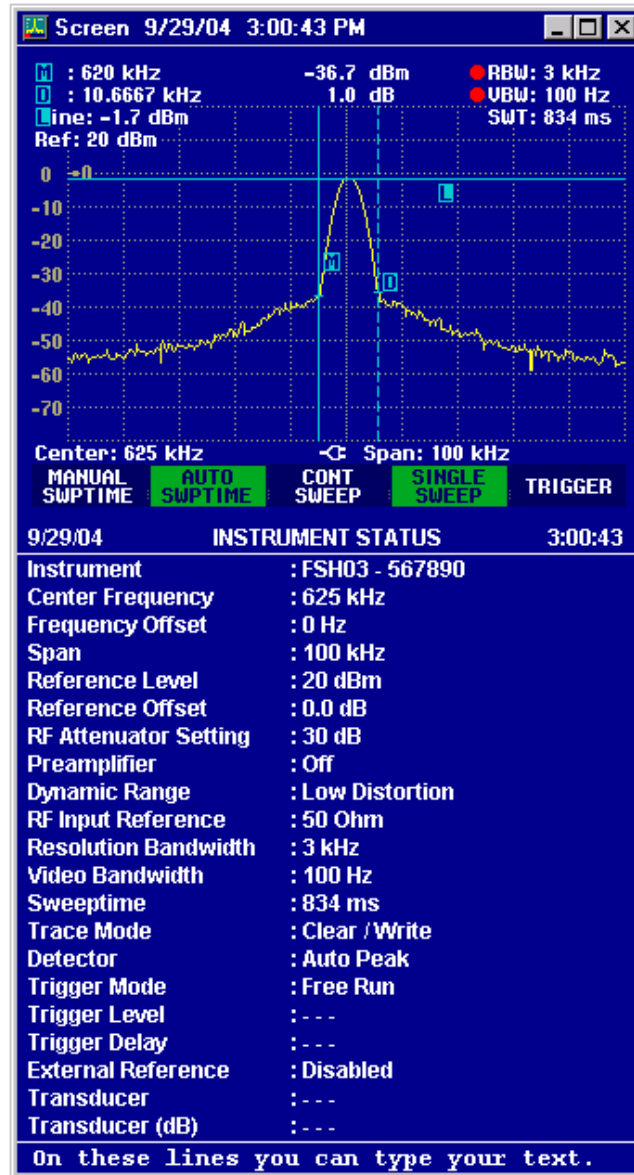 Screen 9/29/04 3:00:43 PM
M : 620 kHz -36.7 dBm RBW: 3 kHz
D : 10.6667 kHz 1.0 dB VBW: 100 Hz
Line: -1.7 dBm SWT: 834 ms
Ref: 20 dBm
0 0
L
-10
-20
M
-30
D
-40
-50
-60
-70
Center: 625 kHz Span: 100 kHz
MANUAL SWPTIME AUTO SWPTIME CONT SWEEP SINGLE SWEEP TRIGGER
9/29/04 INSTRUMENT STATUS 3:00:43
Instrument : FSH03 - 567890
Center Frequency : 625 kHz
Frequency Offset : 0 Hz
Span : 100 kHz
Reference Level : 20 dBm
Reference Offset : 0.0 dB
RF Attenuator Setting : 30 dB
Preamplifier : Off
Dynamic Range : Low Distortion
RF Input Reference : 50 Ohm
Resolution Bandwidth : 3 kHz
Video Bandwidth : 100 Hz
Sweeptime : 834 ms
Trace Mode : Clear / Write
Detector : Auto Peak
Trigger Mode : Free Run
Trigger Level : - - -
Trigger Delay : - - -
External Reference : Disabled
Transducer : - - -
Transducer (dB) : - - -
On these lines you can type your text.